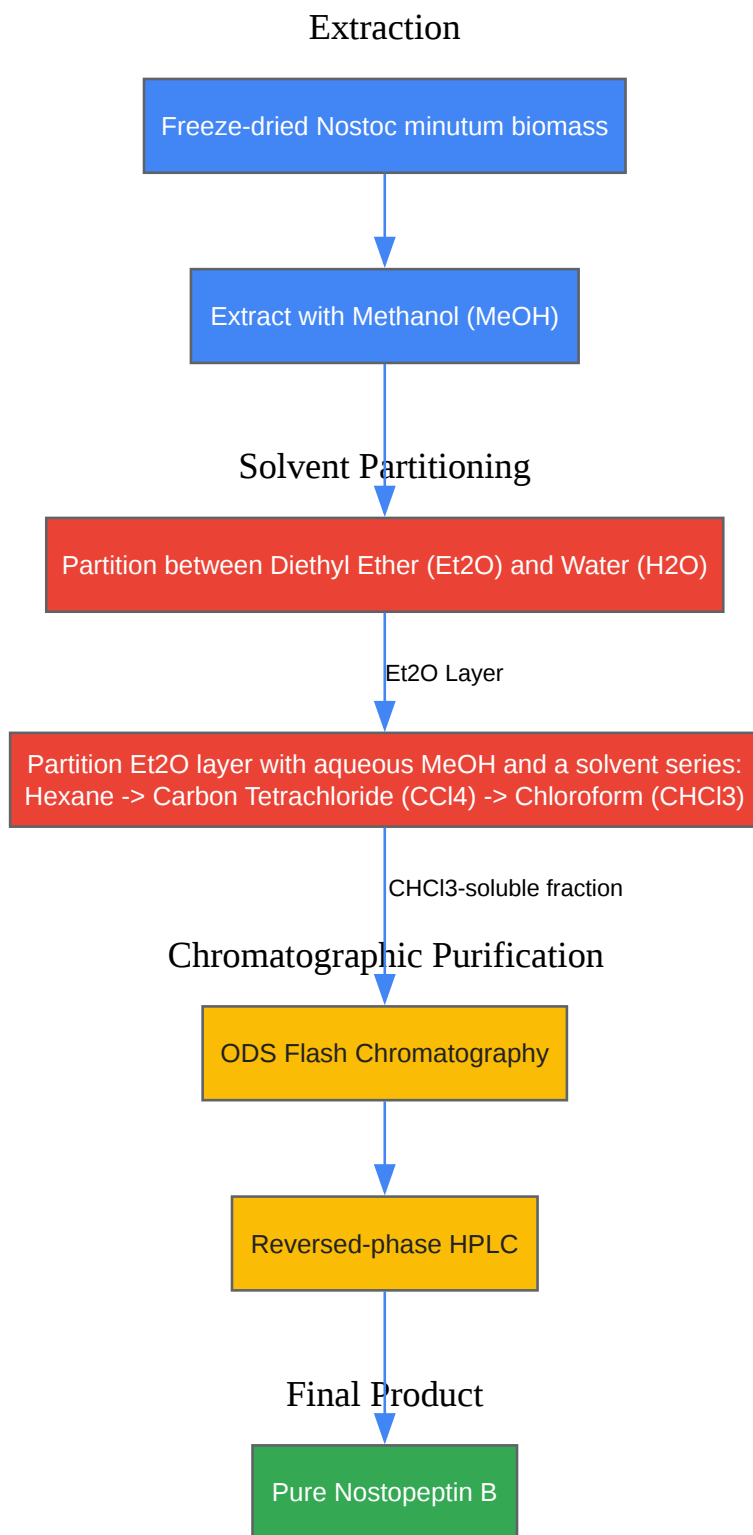 Extraction
Freeze-dried Nostoc minutum biomass
Extract with Methanol (MeOH)
Solvent Partitioning
Partition between Diethyl Ether (Et2O) and Water (H2O)
Et2O Layer
Partition Et2O layer with aqueous MeOH and a solvent series:
Hexane -> Carbon Tetrachloride (CCl4) -> Chloroform (CHCl3)
CHCl3-soluble fraction
Chromatographic Purification
ODS Flash Chromatography
Reversed-phase HPLC
Final Product
Pure Nostopeptin B